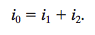 i₀ = i₁ + i₂.